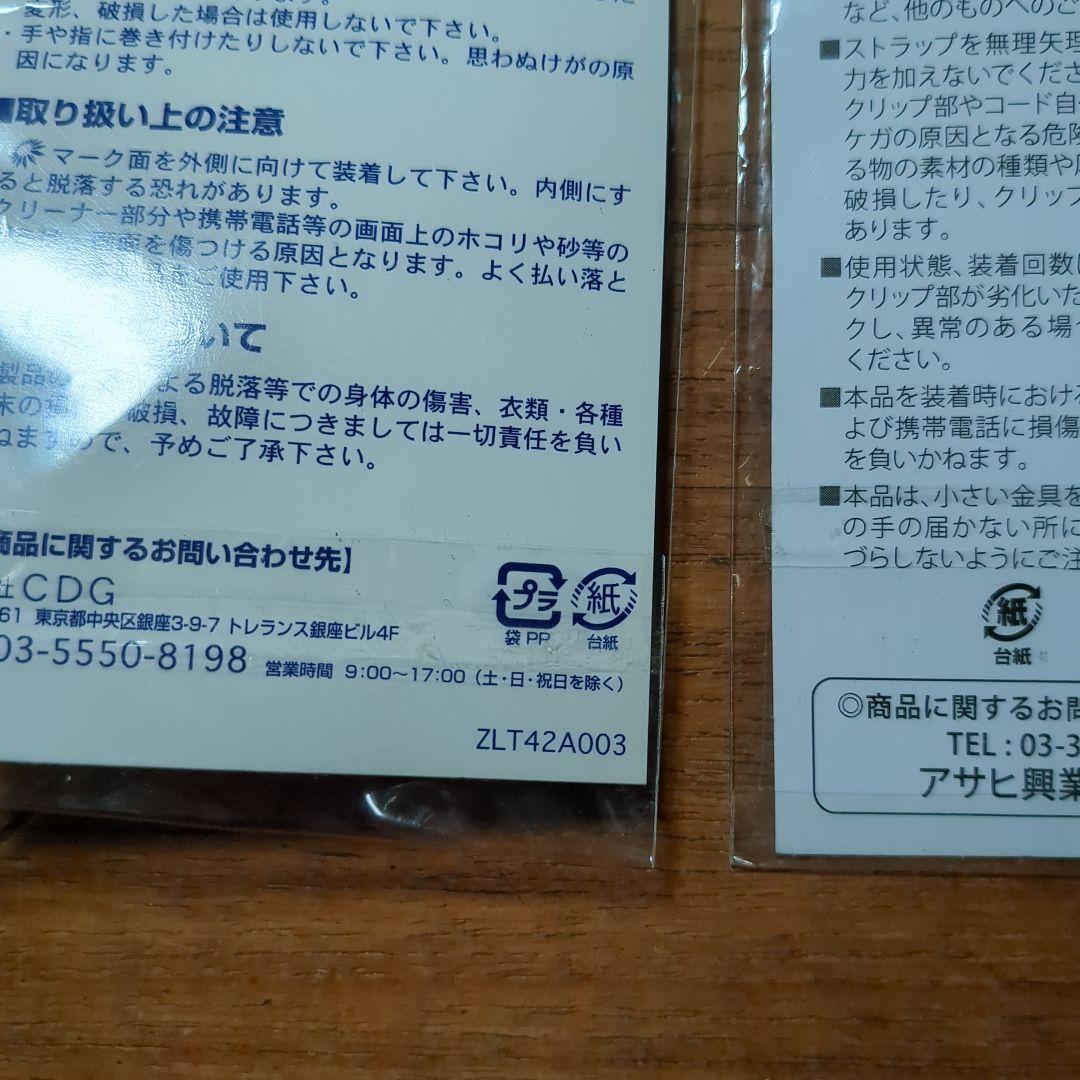 変形、破損した場合は使用しないで下さい。
・手や指に巻き付けたりしないで下さい。思わぬけがの原
因になります。
■取り扱い上の注意
マーク面を外側に向けて装着して下さい。内側にす
ると脱落する恐れがあります。
クリーナー部分や携帯電話等の画面上のホコリや砂等の
を傷つける原因となります。よく払い落と
ご使用下さい。
いて
製品
よる脱落等での身体の傷害、衣類・各種
末の
破損、故障につきましては一切責任を負い
ねますので、予めご了承下さい。
商品に関するお問い合わせ先】
社CDG
61 東京都中央区銀座3-9-7 トレランス銀座ビル4F
03-5550-8198 営業時間 9:00〜17:00(土・日・祝日を除く)
プラ
袋PP
紙
台紙
ZLT42A003
など、他のものへのご
■ストラップを無理矢理
力を加えないでくださ
クリップ部やコード自
ケガの原因となる危険
る物の素材の種類や
破損したり、クリップ
あります。
■使用状態、装着回数
クリップ部が劣化いた
クし、異常のある場
ください。
■本品を装着時における
よび携帯電話に損傷
を負いかねます。
■本品は、小さい金具を
の手の届かない所に
づらしないようにご注
紙
台紙
◎商品に関するお問
TEL:03-3
アサヒ興業